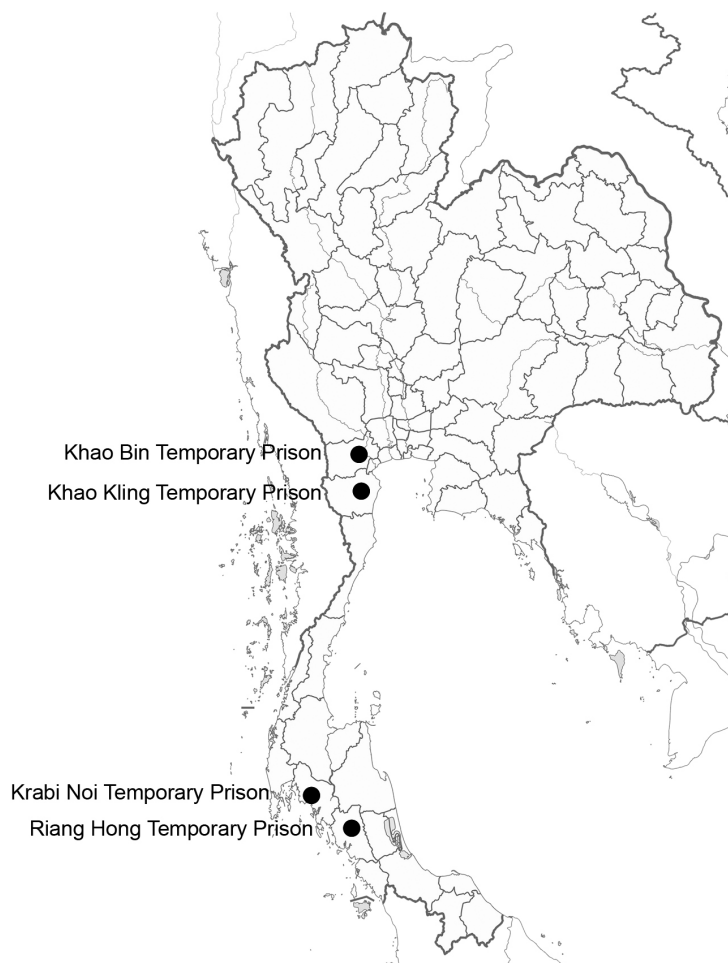 Khao Bin Temporary Prison
Khao Kling Temporary Prison
Krabi Noi Temporary Prison
Riang Hong Temporary Prison